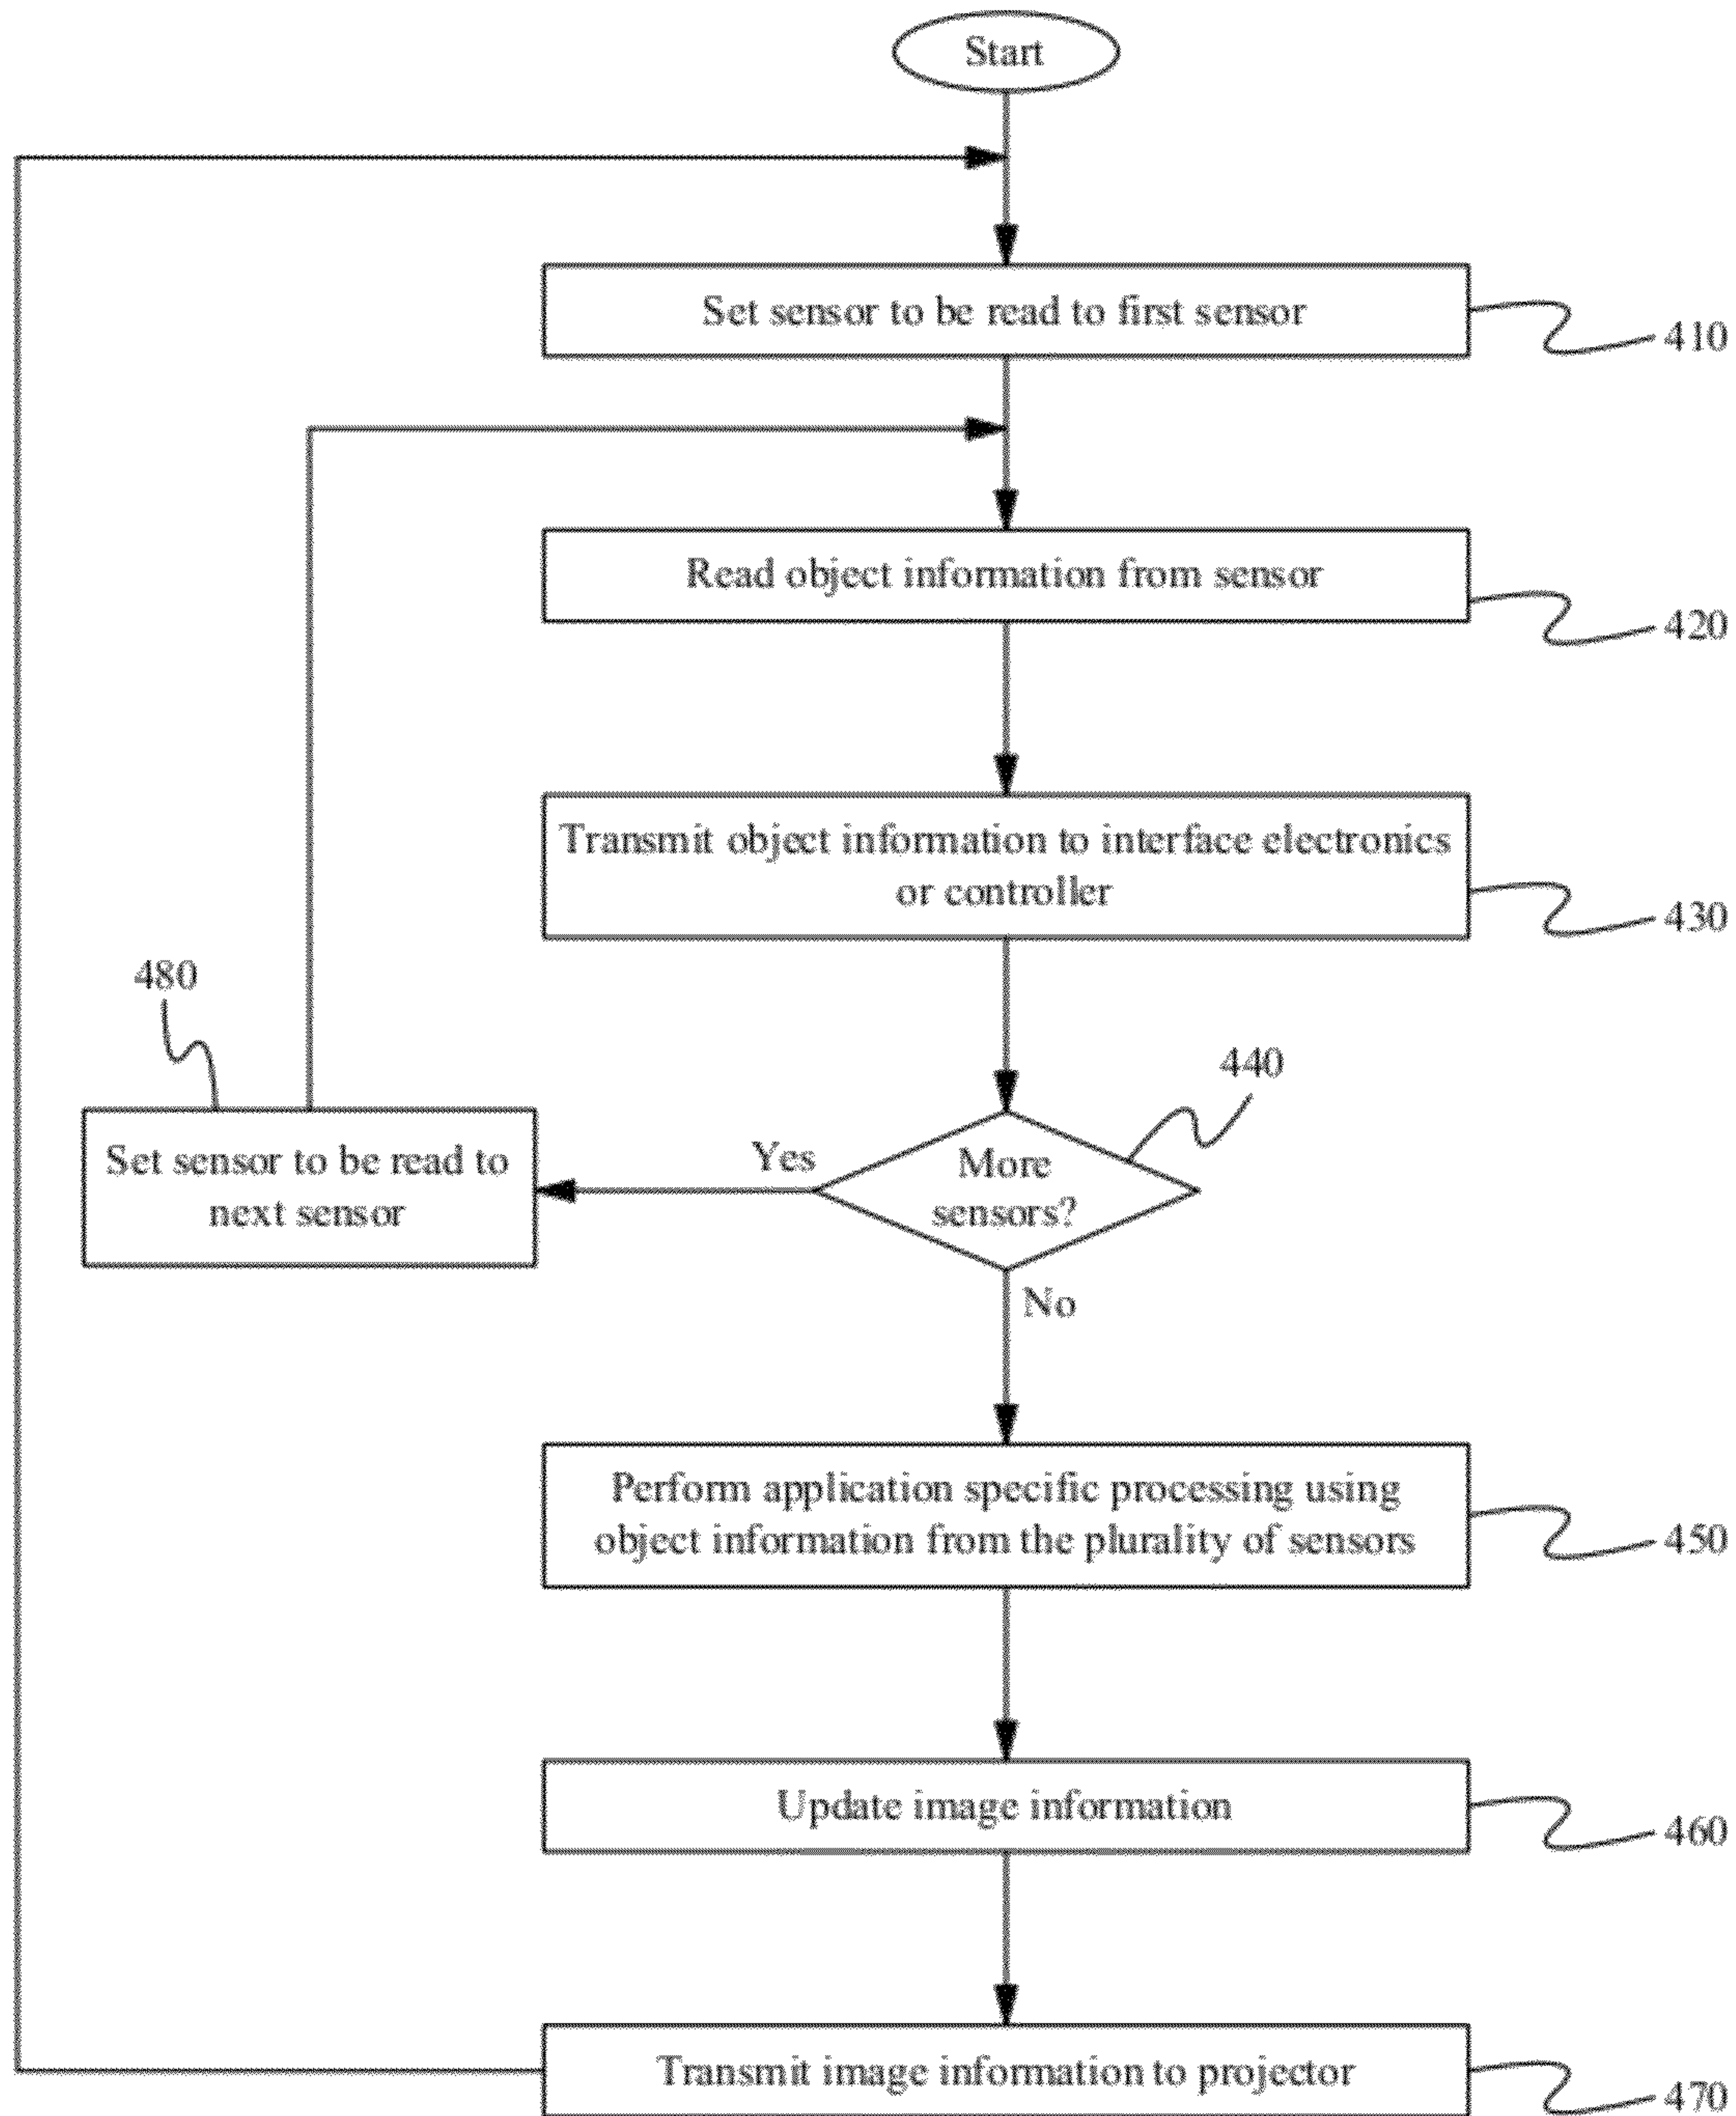 Start
Set sensor to be read to first sensor
410
Read object information from sensor
420
Transmit object information to interface electronics
or controller
430
480
440
Set sensor to be read to
next sensor
Yes
More
sensors?
No
Perform application specific processing using
object information from the plurality of sensors
450
Update image information
460
Transmit image information to projector
470